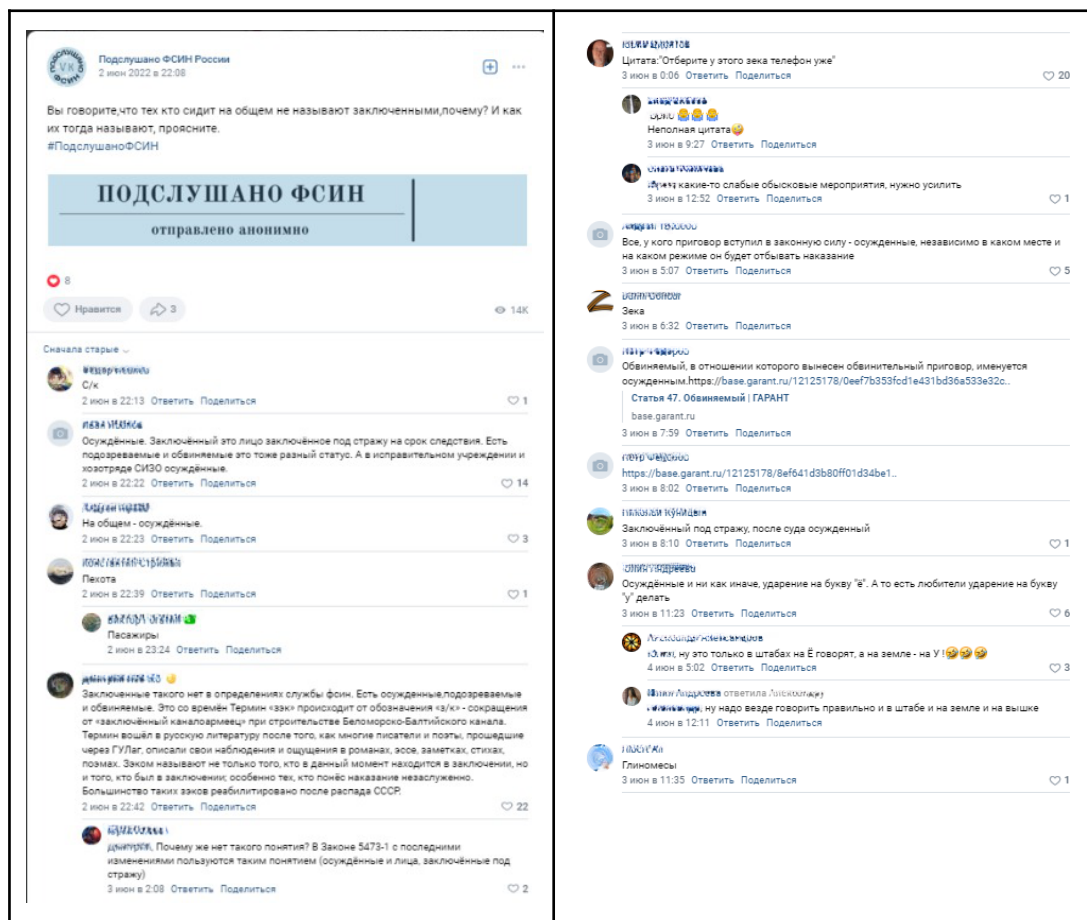 Подслушано ФСИН России
2 июн 2022 в 22:08
Вы говорите,что тех кто сидит на общем не называют заключенными,почему? И как
их тогда называют, проясните.
#ПодслушаноФСИН
ПОДСЛУШАНО ФСИН
отправлено анонимно
8
Нравится
3
14K
Сначала старые
С/к
2 июн в 22:13 Ответить Поделиться 1
Осуждённые. Заключённый это лицо заключённое под стражу на срок следствия. Есть
подозреваемые и обвиняемые это тоже разный статус. А в исправительном учреждении и
хозотряде СИЗО осуждённые.
2 июн в 22:22 Ответить Поделиться 14
На общем - осуждённые.
2 июн в 22:23 Ответить Поделиться 3
Пехота
2 июн в 22:39 Ответить Поделиться 1
Пасажиры
2 июн в 23:24 Ответить Поделиться
Заключенные такого нет в определениях службы фсин. Есть осужденные,подозреваемые
и обвиняемые. Это со времён Термин «зэк» происходит от обозначения «з/к» - сокращения
от «заключённый каналоармеец» при строительстве Беломорско-Балтийского канала.
Термин вошёл в русскую литературу после того, как многие писатели и поэты, прошедшие
через ГУЛаг, описали свои наблюдения и ощущения в романах, эссе, заметках, стихах,
поэмах. Зэком называют не только того, кто в данный момент находится в заключении, но
и того, кто был в заключении; особенно тех, кто понёс наказание незаслуженно.
Большинство таких зэков реабилитировано после распада СССР.
2 июн в 22:42 Ответить Поделиться 22
Почему же нет такого понятия? В Законе 5473-1 с последними
изменениями пользуются таким понятием (осуждённые и лица, заключённые под
стражу)
3 июн в 2:08 Ответить Поделиться 2
Цитата:"Отберите у этого зека телефон уже"
3 июн в 0:06 Ответить Поделиться 20
Неполная цитата🤪
3 июн в 9:27 Ответить Поделиться
какие-то слабые обысковые мероприятия, нужно усилить
3 июн в 12:52 Ответить Поделиться 1
Все, у кого приговор вступил в законную силу - осужденные, независимо в каком месте и
на каком режиме он будет отбывать наказание
3 июн в 5:07 Ответить Поделиться 5
Зека
3 июн в 6:32 Ответить Поделиться
Обвиняемый, в отношении которого вынесен обвинительный приговор, именуется
осужденным.https://base.garant.ru/12125178/0eef7b353fcd1e431bd36a533e32c..
Статья 47. Обвиняемый | ГАРАНТ
base.garant.ru
3 июн в 7:59 Ответить Поделиться
https://base.garant.ru/12125178/8ef641d3b80ff01d34be1..
3 июн в 8:02 Ответить Поделиться
Заключённый под стражу, после суда осужденный
3 июн в 8:10 Ответить Поделиться 1
Осуждённые и ни как иначе, ударение на букву "ё". А то есть любители ударение на букву
"у" делать
3 июн в 11:23 Ответить Поделиться 6
ну это только в штабах на Ё говорят, а на земле - на У !🤣🤣🤣
4 июн в 5:02 Ответить Поделиться 3
ответила
ну надо везде говорить правильно и в штабе и на земле и на вышке
4 июн в 12:11 Ответить Поделиться
Глиномесы
3 июн в 11:35 Ответить Поделиться 1